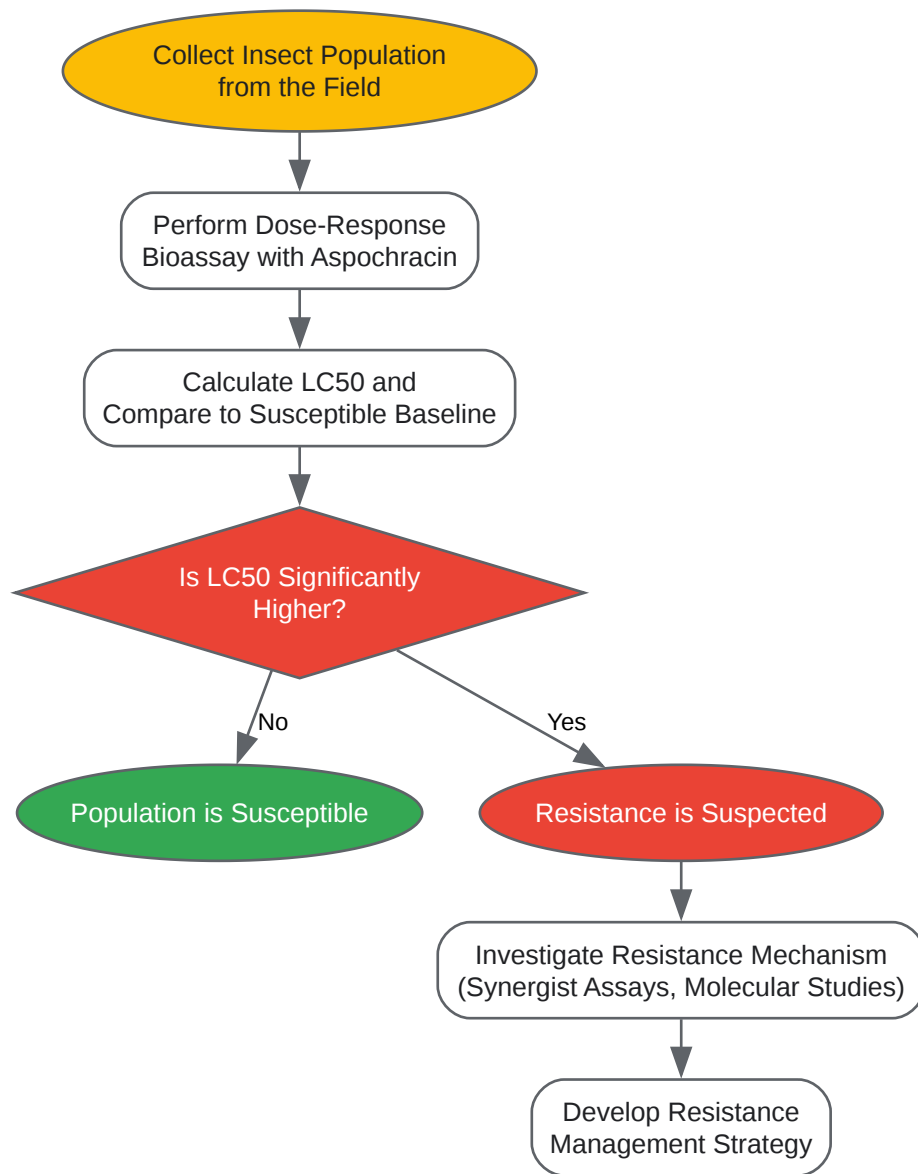 Collect Insect Population
from the Field
Perform Dose-Response
Bioassay with Aspochracin
Calculate LC50 and
Compare to Susceptible Baseline
Is LC50 Significantly
Higher?
No
Yes
Population is Susceptible
Resistance is Suspected
Investigate Resistance Mechanism
(Synergist Assays, Molecular Studies)
Develop Resistance
Management Strategy